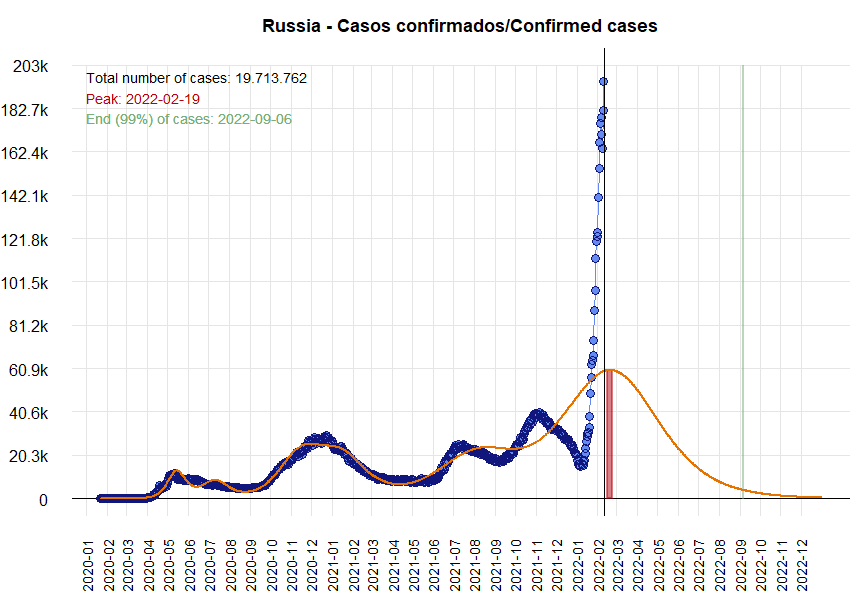 Russia - Casos confirmados/Confirmed cases
Total number of cases: 19.713.762
Peak: 2022-02-19
End (99%) of cases: 2022-09-06
203k
182.7k
162.4k
142.1k
121.8k
101.5k
81.2k
60.9k
40.6k
20.3k
0
2020-01
2020-02
2020-03
2020-04
2020-05
2020-06
2020-07
2020-08
2020-09
2020-10
2020-11
2020-12
2021-01
2021-02
2021-03
2021-04
2021-05
2021-06
2021-07
2021-08
2021-09
2021-10
2021-11
2021-12
2022-01
2022-02
2022-03
2022-04
2022-05
2022-06
2022-07
2022-08
2022-09
2022-10
2022-11
2022-12